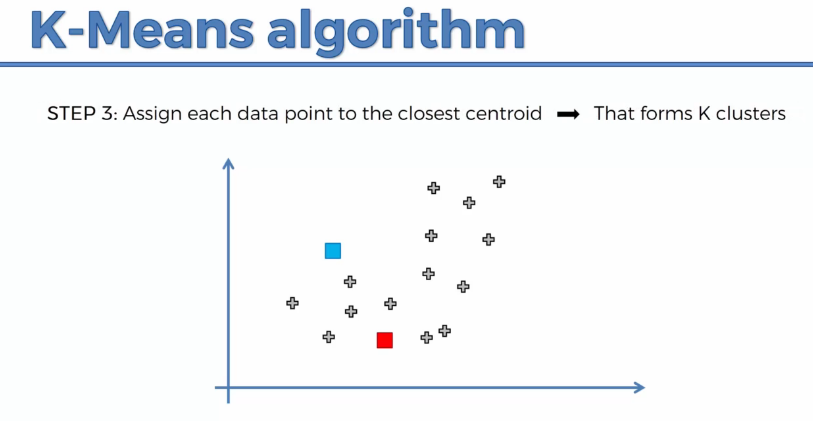 K-Means algorithm
STEP 3: Assign each data point to the closest centroid ➡ That forms K clusters